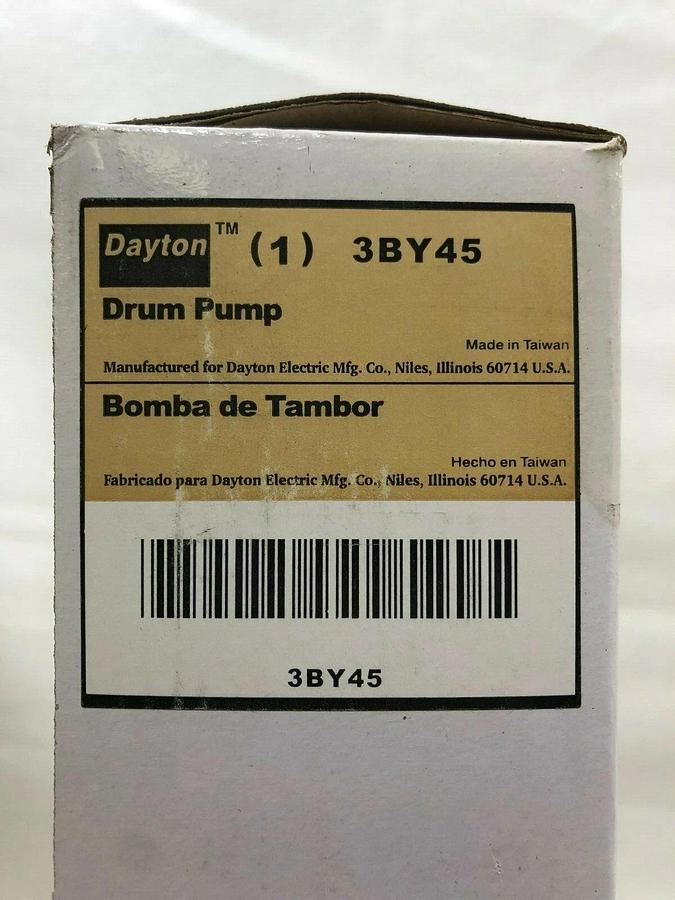 Dayton™ (1) 3BY45
Drum Pump
Made in Taiwan
Manufactured for Dayton Electric Mfg. Co., Niles, Illinois 60714 U.S.A.
Bomba de Tambor
Hecho en Taiwan
Fabricado para Dayton Electric Mfg. Co., Niles, Illinois 60714 U.S.A.
3BY45